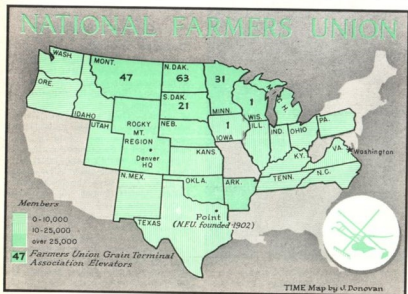 NATIONAL FARMERS UNION
WASH.
MONT.
47
N. DAK.
63
31
ORE.
IDAHO
S. DAK.
21
MINN.
1
WIS.
MICH.
UTAH
ROCKY
MT.
REGION
Denver
HQ
NEB.
1
IOWA
ILL.
IND.
OHIO
PA.
KANS.
KY.
VA.
Washington
N. MEX.
OKLA.
ARK.
TENN.
N.C.
TEXAS
Point
(N.F.U. founded-1902)
Members
0-10,000
10-25,000
over 25,000
47 Farmers Union Grain Terminal
Association Elevators
TIME Map by J. Donovan